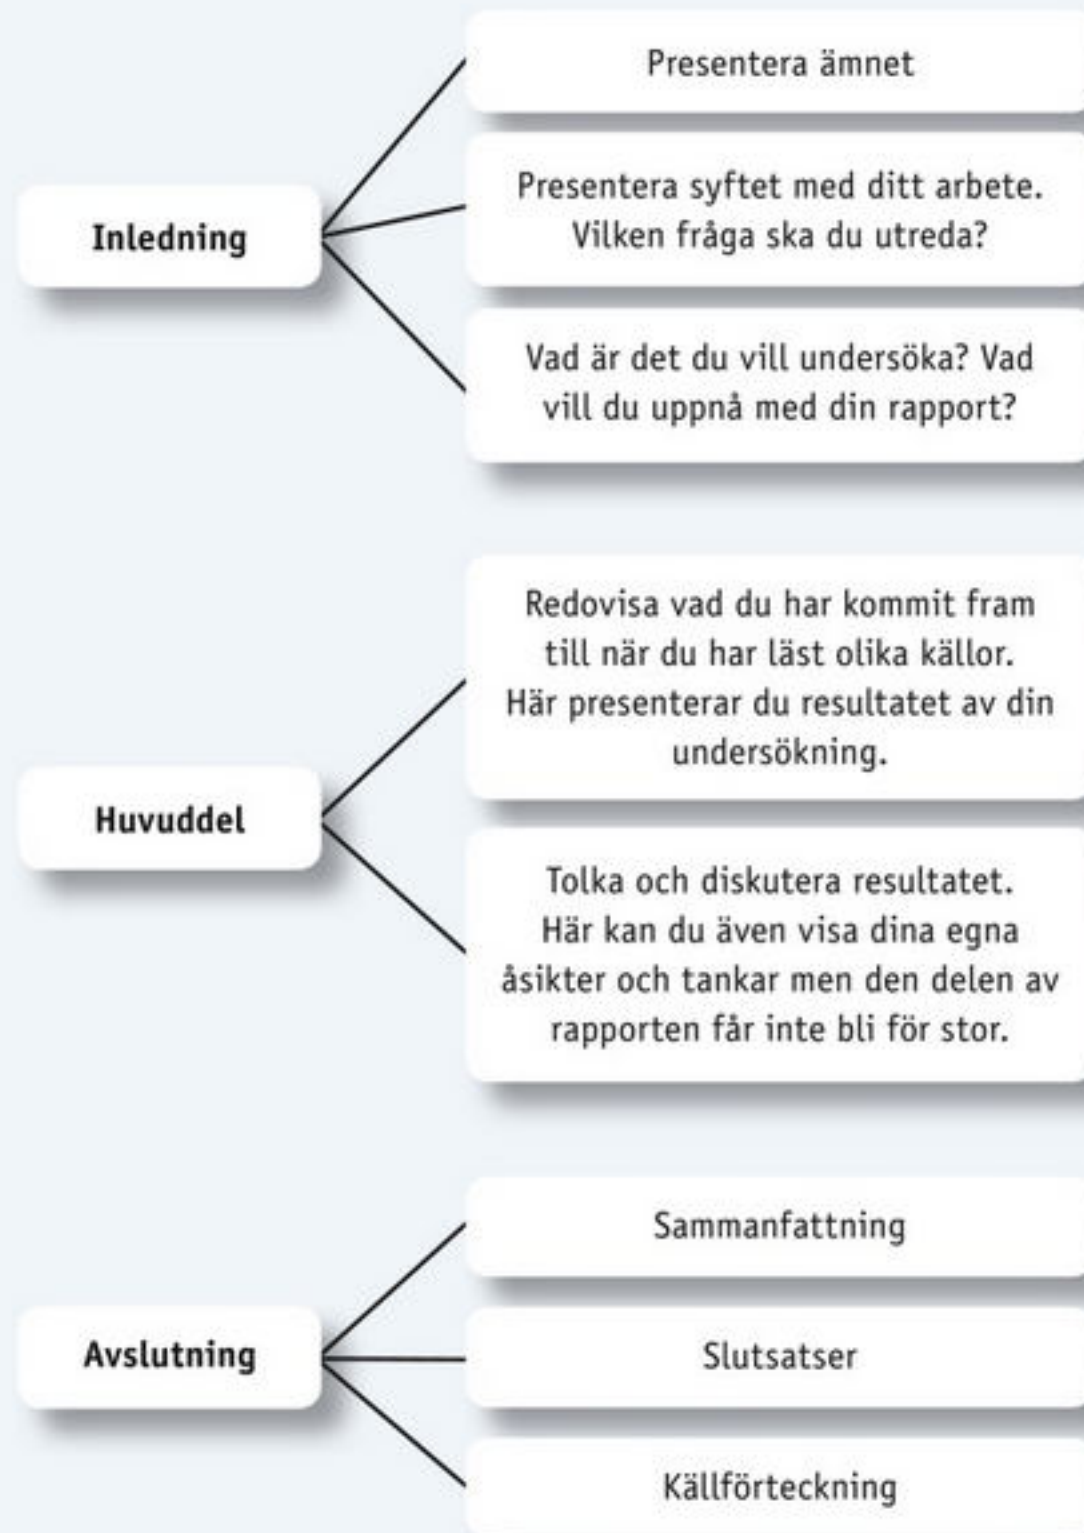 Inledning
Presentera ämnet
Presentera syftet med ditt arbete.
Vilken fråga ska du utreda?
Vad är det du vill undersöka? Vad
vill du uppnå med din rapport?
Huvuddel
Redovisa vad du har kommit fram
till när du har läst olika källor.
Här presenterar du resultatet av din
undersökning.
Tolka och diskutera resultatet.
Här kan du även visa dina egna
åsikter och tankar men den delen av
rapporten får inte bli för stor.
Avslutning
Sammanfattning
Slutsatser
Källförteckning